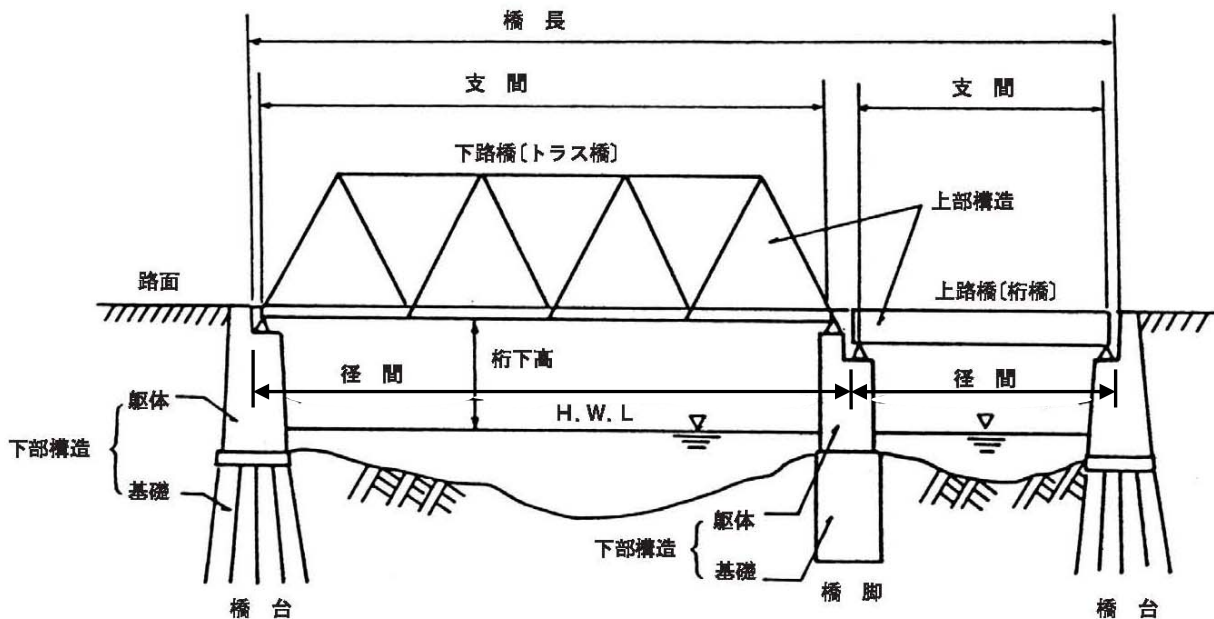 橋 長
支 間
支 間
下路橋〔トラス橋〕
上部構造
路面
上路橋〔桁橋〕
桁下高
径 間
径 間
H. W. L
躯体
下部構造
基礎
躯体
下部構造
基礎
橋 台
橋 脚
橋 台